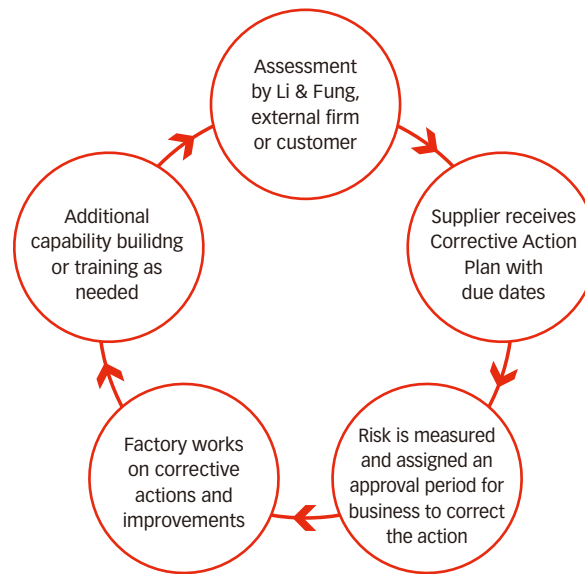 Assessment
by Li & Fung,
external firm
or customer
Supplier receives
Corrective Action
Plan with
due dates
Risk is measured
and assigned an
approval period for
business to correct
the action
Factory works
on corrective
actions and
improvements
Additional
capability builidng
or training as
needed